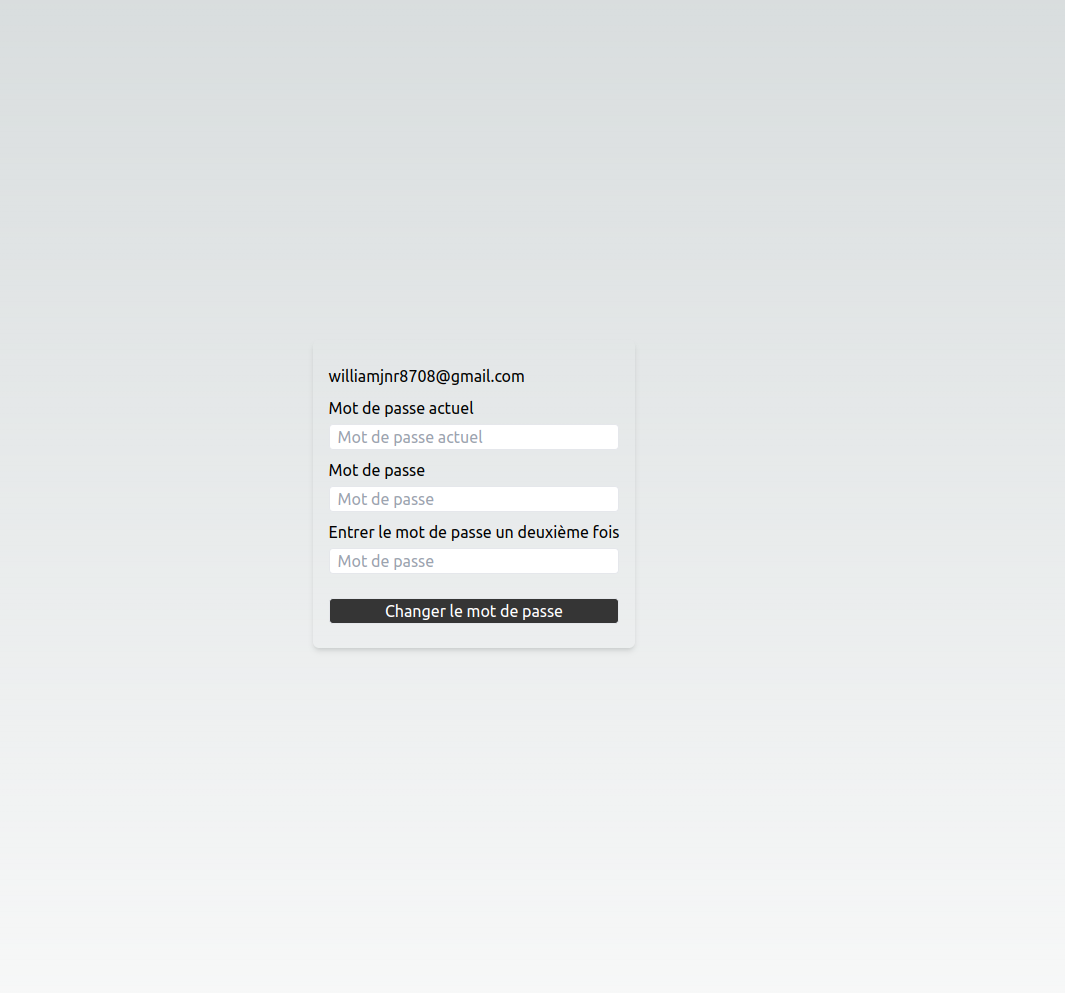 williamjnr8708@gmail.com
Mot de passe actuel
Mot de passe actuel
Mot de passe
Mot de passe
Entrer le mot de passe un deuxième fois
Mot de passe
Changer le mot de passe